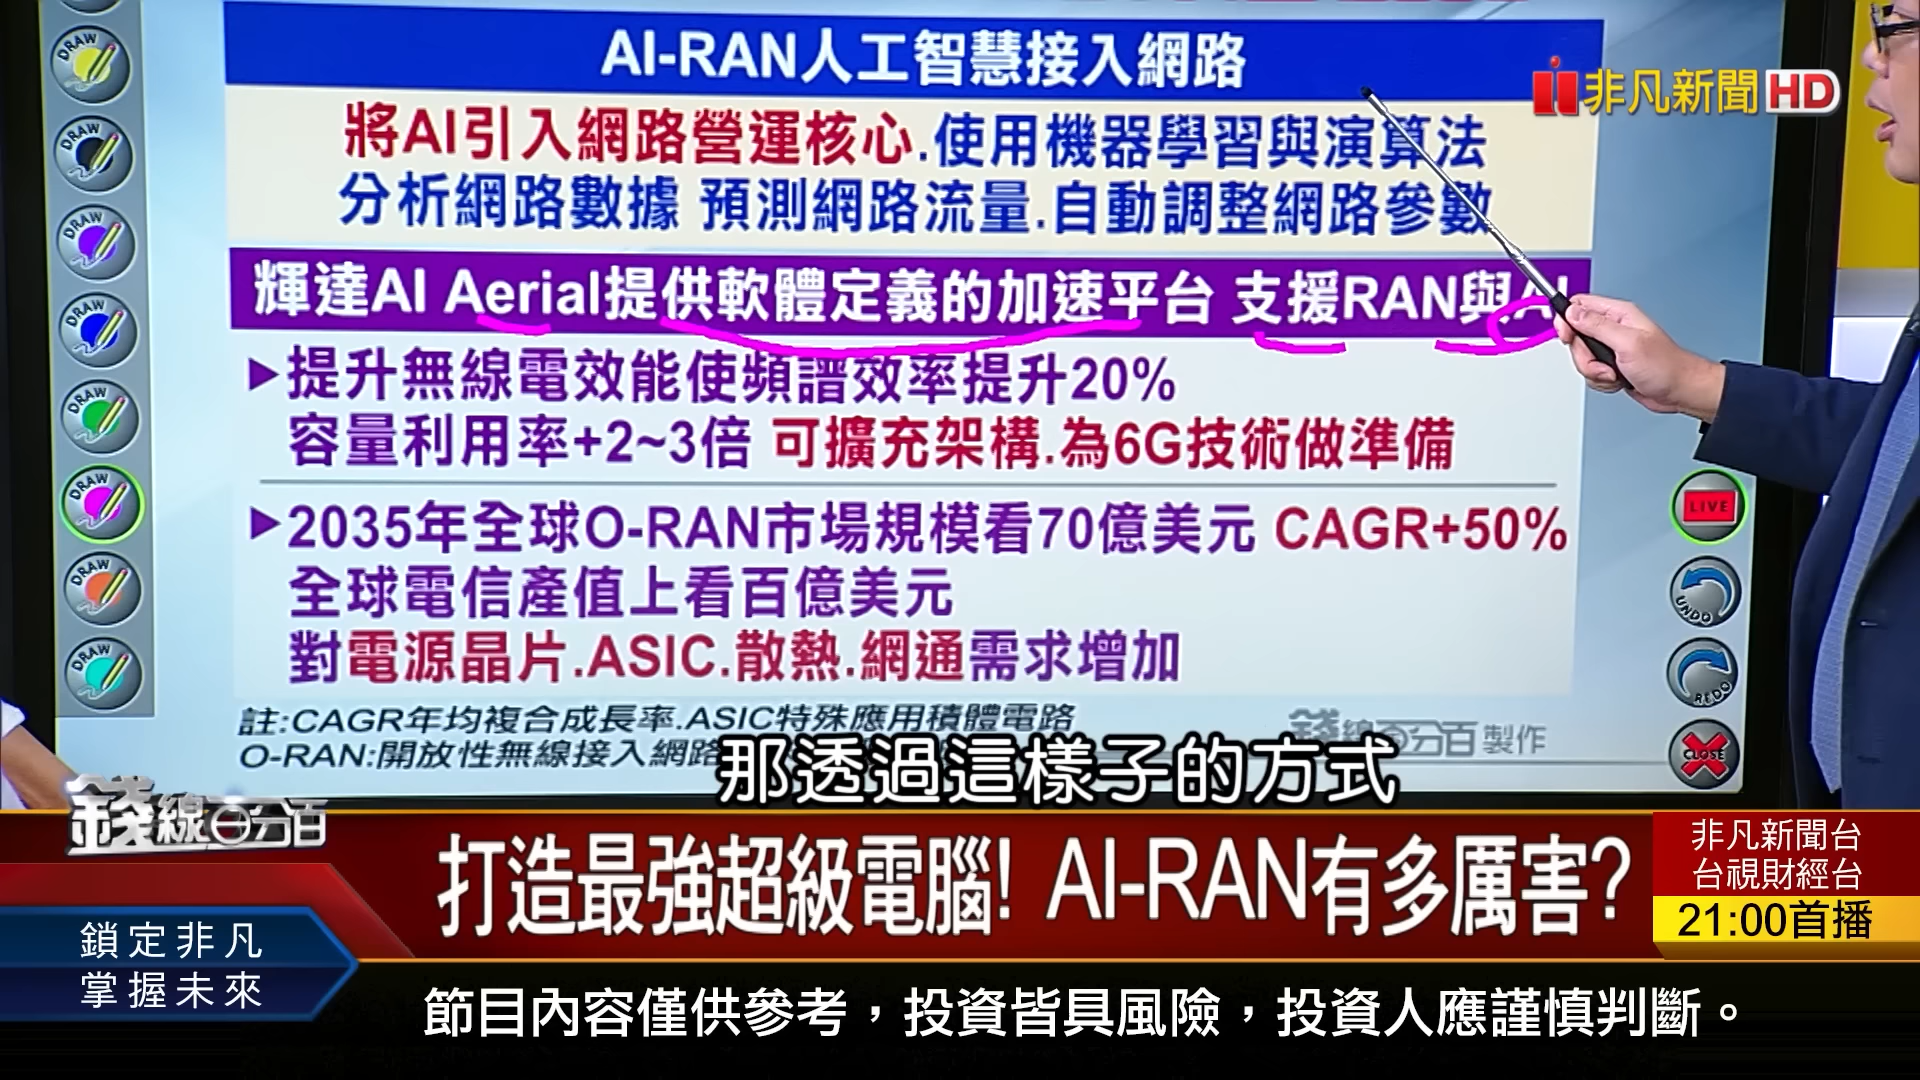 AI-RAN人工智慧接入網路
非凡新聞HD
將AI引入網路營運核心.使用機器學習與演算法
分析網路數據 預測網路流量.自動調整網路參數
輝達AI Aerial提供軟體定義的加速平台 支援RAN與AI
▶提升無線電效能使頻譜效率提升20%
容量利用率+2~3倍 可擴充架構.為6G技術做準備
▶2035年全球O-RAN市場規模看70億美元 CAGR+50%
全球電信產值上看百億美元
對電源晶片.ASIC.散熱.網通需求增加
註:CAGR年均複合成長率.ASIC特殊應用積體電路
O-RAN:開放性無線接入網路
錢線百分百 製作
DRAW
DRAW
DRAW
DRAW
DRAW
DRAW
DRAW
DRAW
LIVE
UNDO
REDO
CLOSE
那透過這樣子的方式
錢線百分百
打造最強超級電腦! AI-RAN有多厲害?
非凡新聞台
台視財經台
21:00首播
鎖定非凡
掌握未來
節目內容僅供參考，投資皆具風險，投資人應謹慎判斷。